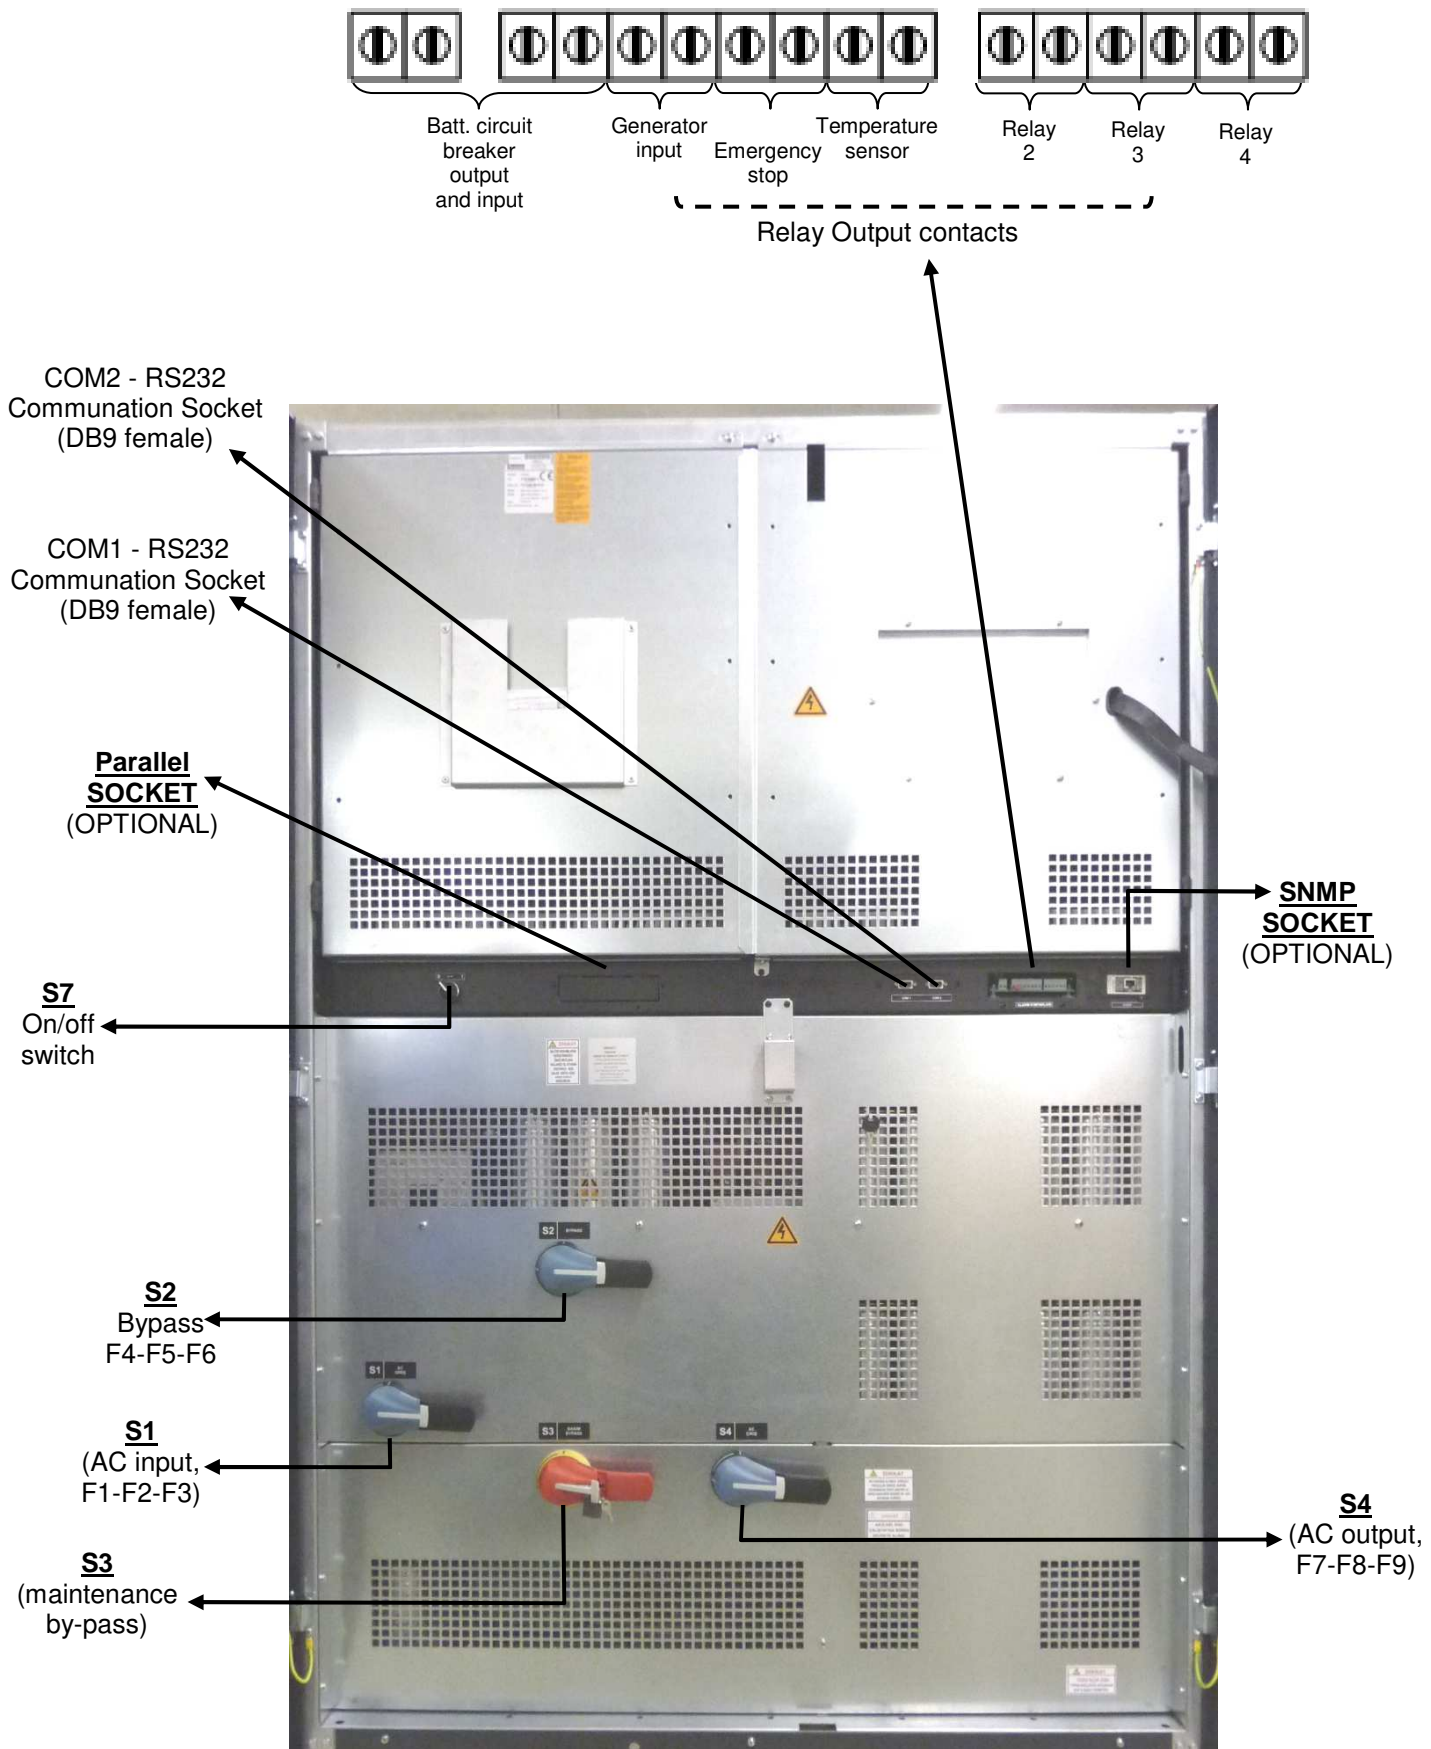 Batt. circuit
breaker
output
and input
Generator
input
Emergency
stop
Temperature
sensor
Relay
2
Relay
3
Relay
4
Relay Output contacts
COM2 - RS232
Communation Socket
(DB9 female)
COM1 - RS232
Communation Socket
(DB9 female)
Parallel
SOCKET
(OPTIONAL)
SNMP
SOCKET
(OPTIONAL)
S7
On/off
switch
S2
Bypass
F4-F5-F6
S1
(AC input,
F1-F2-F3)
S3
(maintenance
by-pass)
S4
(AC output,
F7-F8-F9)
S2 BYPASS
S1
S3
S4